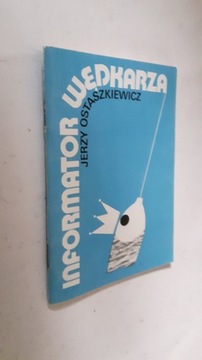 INFORMATOR
WĘDKARZA
JERZY OSTASZKIEWICZ